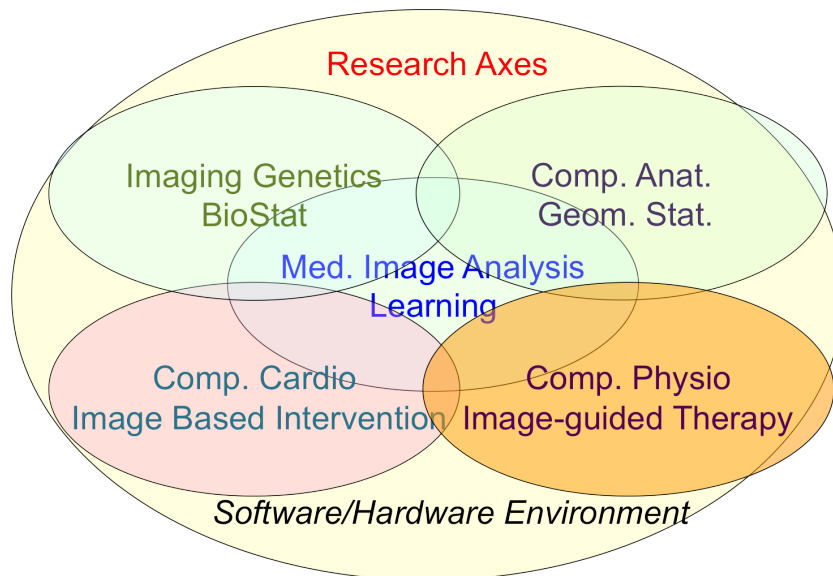 Research Axes
Imaging Genetics
BioStat
Comp. Anat.
Geom. Stat.
Med. Image Analysis
Learning
Comp. Cardio
Image Based Intervention
Comp. Physio
Image-guided Therapy
Software/Hardware Environment